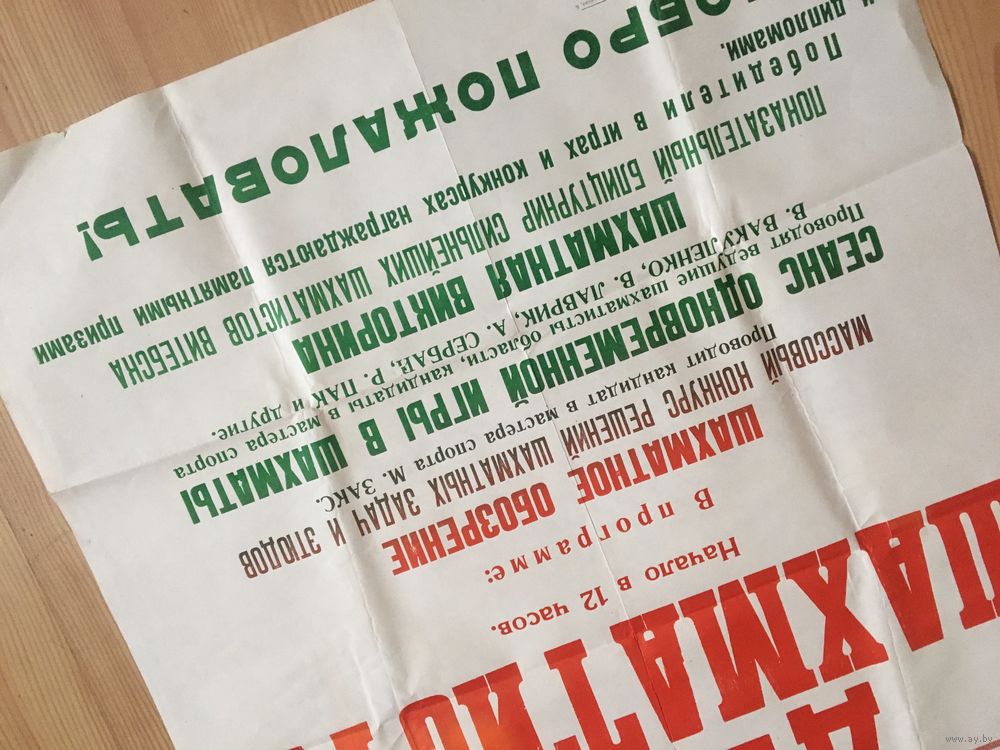 ШАХМАТ
Начало в 12 часов.
В программе:
ШАХМАТНОЕ ОБОЗРЕНИЕ
МАССОВЫЙ КОНКУРС РЕШЕНИЙ ШАХМАТНЫХ ЗАДАЧ И ЭТЮДОВ
Проводит кандидат в мастера спорта М. ЗАКС.
СЕАНС ОДНОВРЕМЕННОЙ ИГРЫ В ШАХМАТЫ
Проводят ведущие шахматисты области, кандидаты в мастера спорта
В. ВАКУЛЕНКО, В. ЛАВРИК, А. СЕРБАВ, Р. ПАК и другие.
ШАХМАТНАЯ ВИКТОРИНА
ПОКАЗАТЕЛЬНЫЙ БЛИЦТУРНИР СИЛЬНЕЙШИХ ШАХМАТИСТОВ ВИТЕБСКА
Победители в играх и конкурсах награждаются памятными призами
и дипломами.
ДОБРО ПОЖАЛОВАТЬ!
www.ay.by